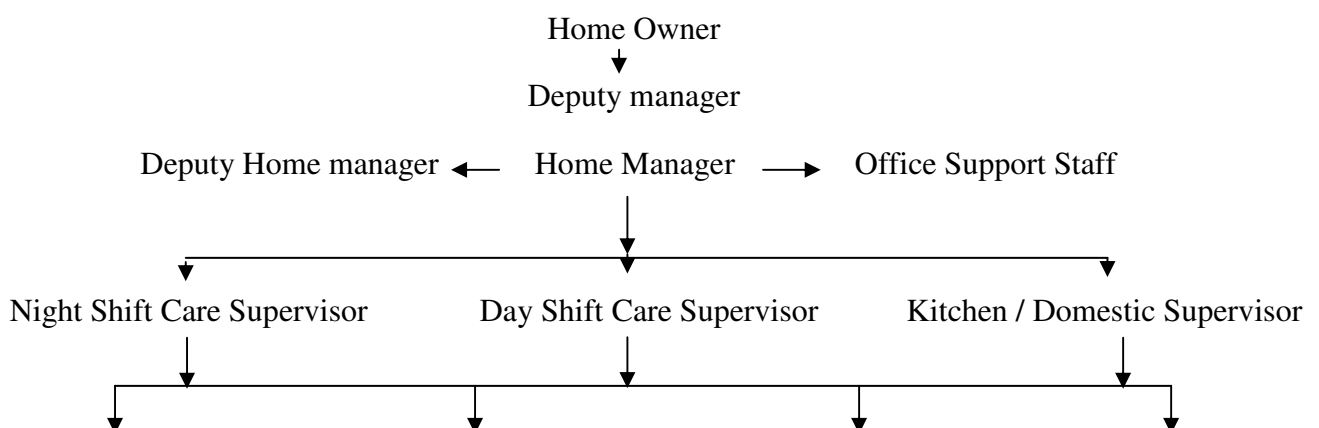 Home Owner
Deputy manager
Deputy Home manager Home Manager Office Support Staff
Night Shift Care Supervisor Day Shift Care Supervisor Kitchen / Domestic Supervisor